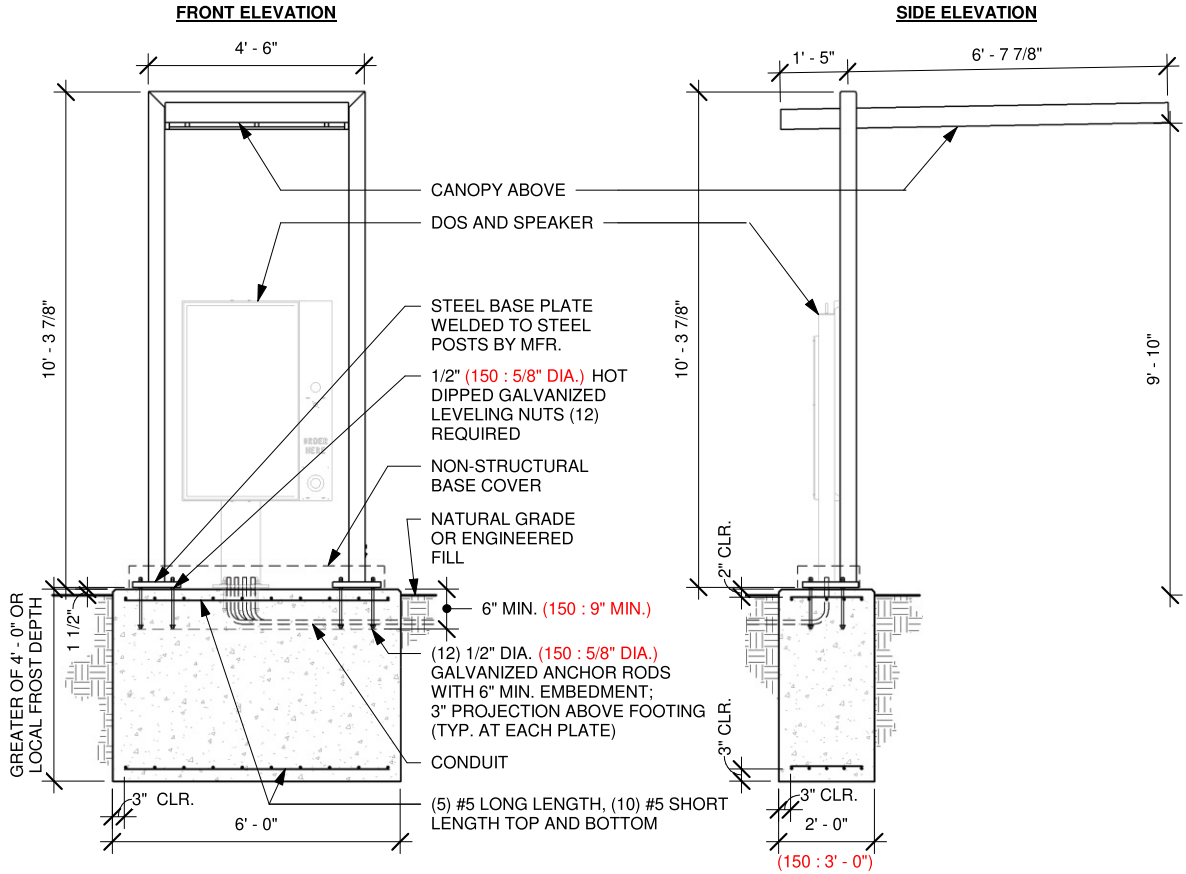 FRONT ELEVATION
SIDE ELEVATION
4' - 6"
1' - 5"
6' - 7 7/8"
CANOPY ABOVE
DOS AND SPEAKER
10' - 3 7/8"
10' - 3 7/8"
9' - 10"
STEEL BASE PLATE
WELDED TO STEEL
POSTS BY MFR.
1/2" (150 : 5/8" DIA.) HOT
DIPPED GALVANIZED
LEVELING NUTS (12)
REQUIRED
ORDER
HERE
NON-STRUCTURAL
BASE COVER
NATURAL GRADE
OR ENGINEERED
FILL
2" CLR.
6" MIN. (150 : 9" MIN.)
1 1/2"
GREATER OF 4' - 0" OR
LOCAL FROST DEPTH
(12) 1/2" DIA. (150 : 5/8" DIA.)
GALVANIZED ANCHOR RODS
WITH 6" MIN. EMBEDMENT;
3" PROJECTION ABOVE FOOTING
(TYP. AT EACH PLATE)
3" CLR.
CONDUIT
3" CLR.
3" CLR.
(5) #5 LONG LENGTH, (10) #5 SHORT
LENGTH TOP AND BOTTOM
6' - 0"
2' - 0"
(150 : 3' - 0")